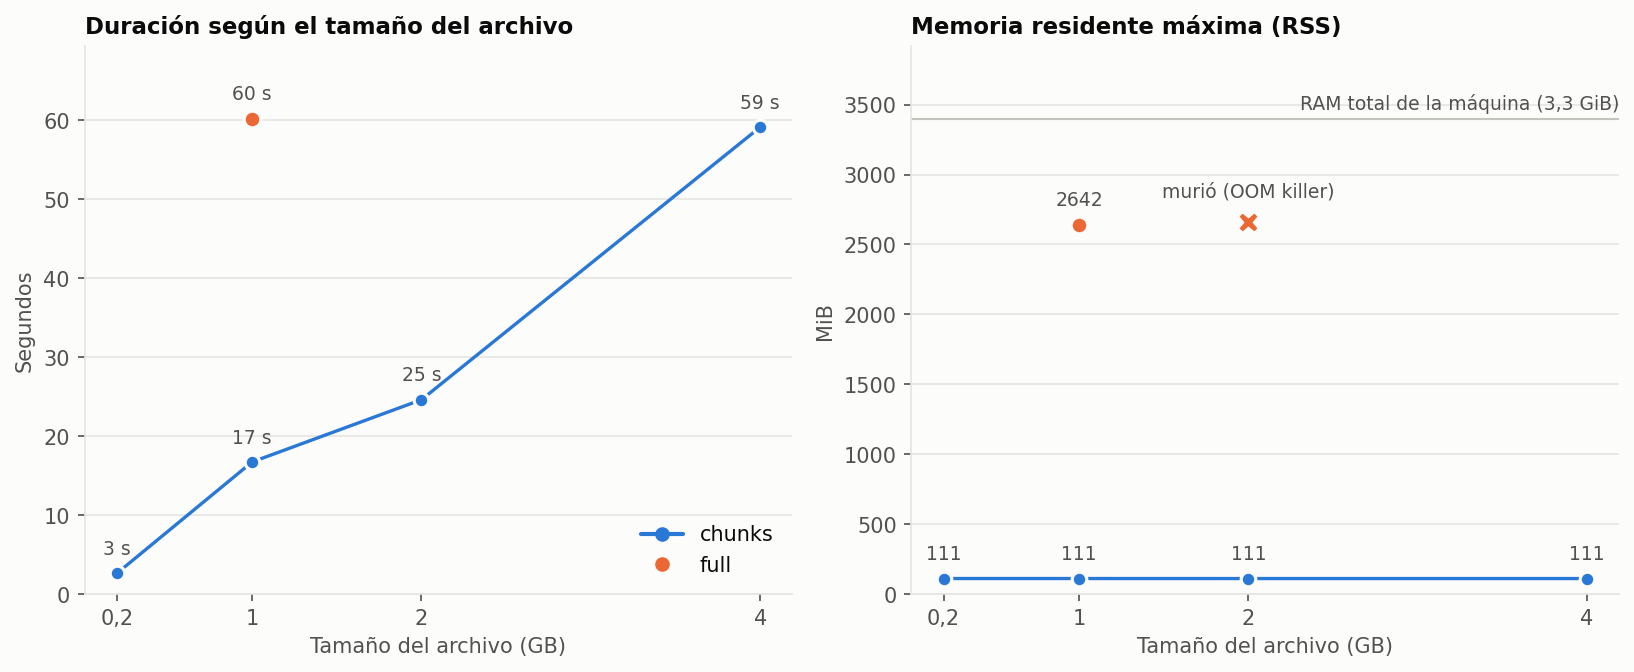 Duración según el tamaño del archivo
Segundos
60
50
40
30
20
10
0
60 s
59 s
25 s
17 s
3 s
chunks
full
0,2
1
2
4
Tamaño del archivo (GB)
Memoria residente máxima (RSS)
MiB
3500
3000
2500
2000
1500
1000
500
0
RAM total de la máquina (3,3 GiB)
murió (OOM killer)
2642
111
111
111
111
0,2
1
2
4
Tamaño del archivo (GB)